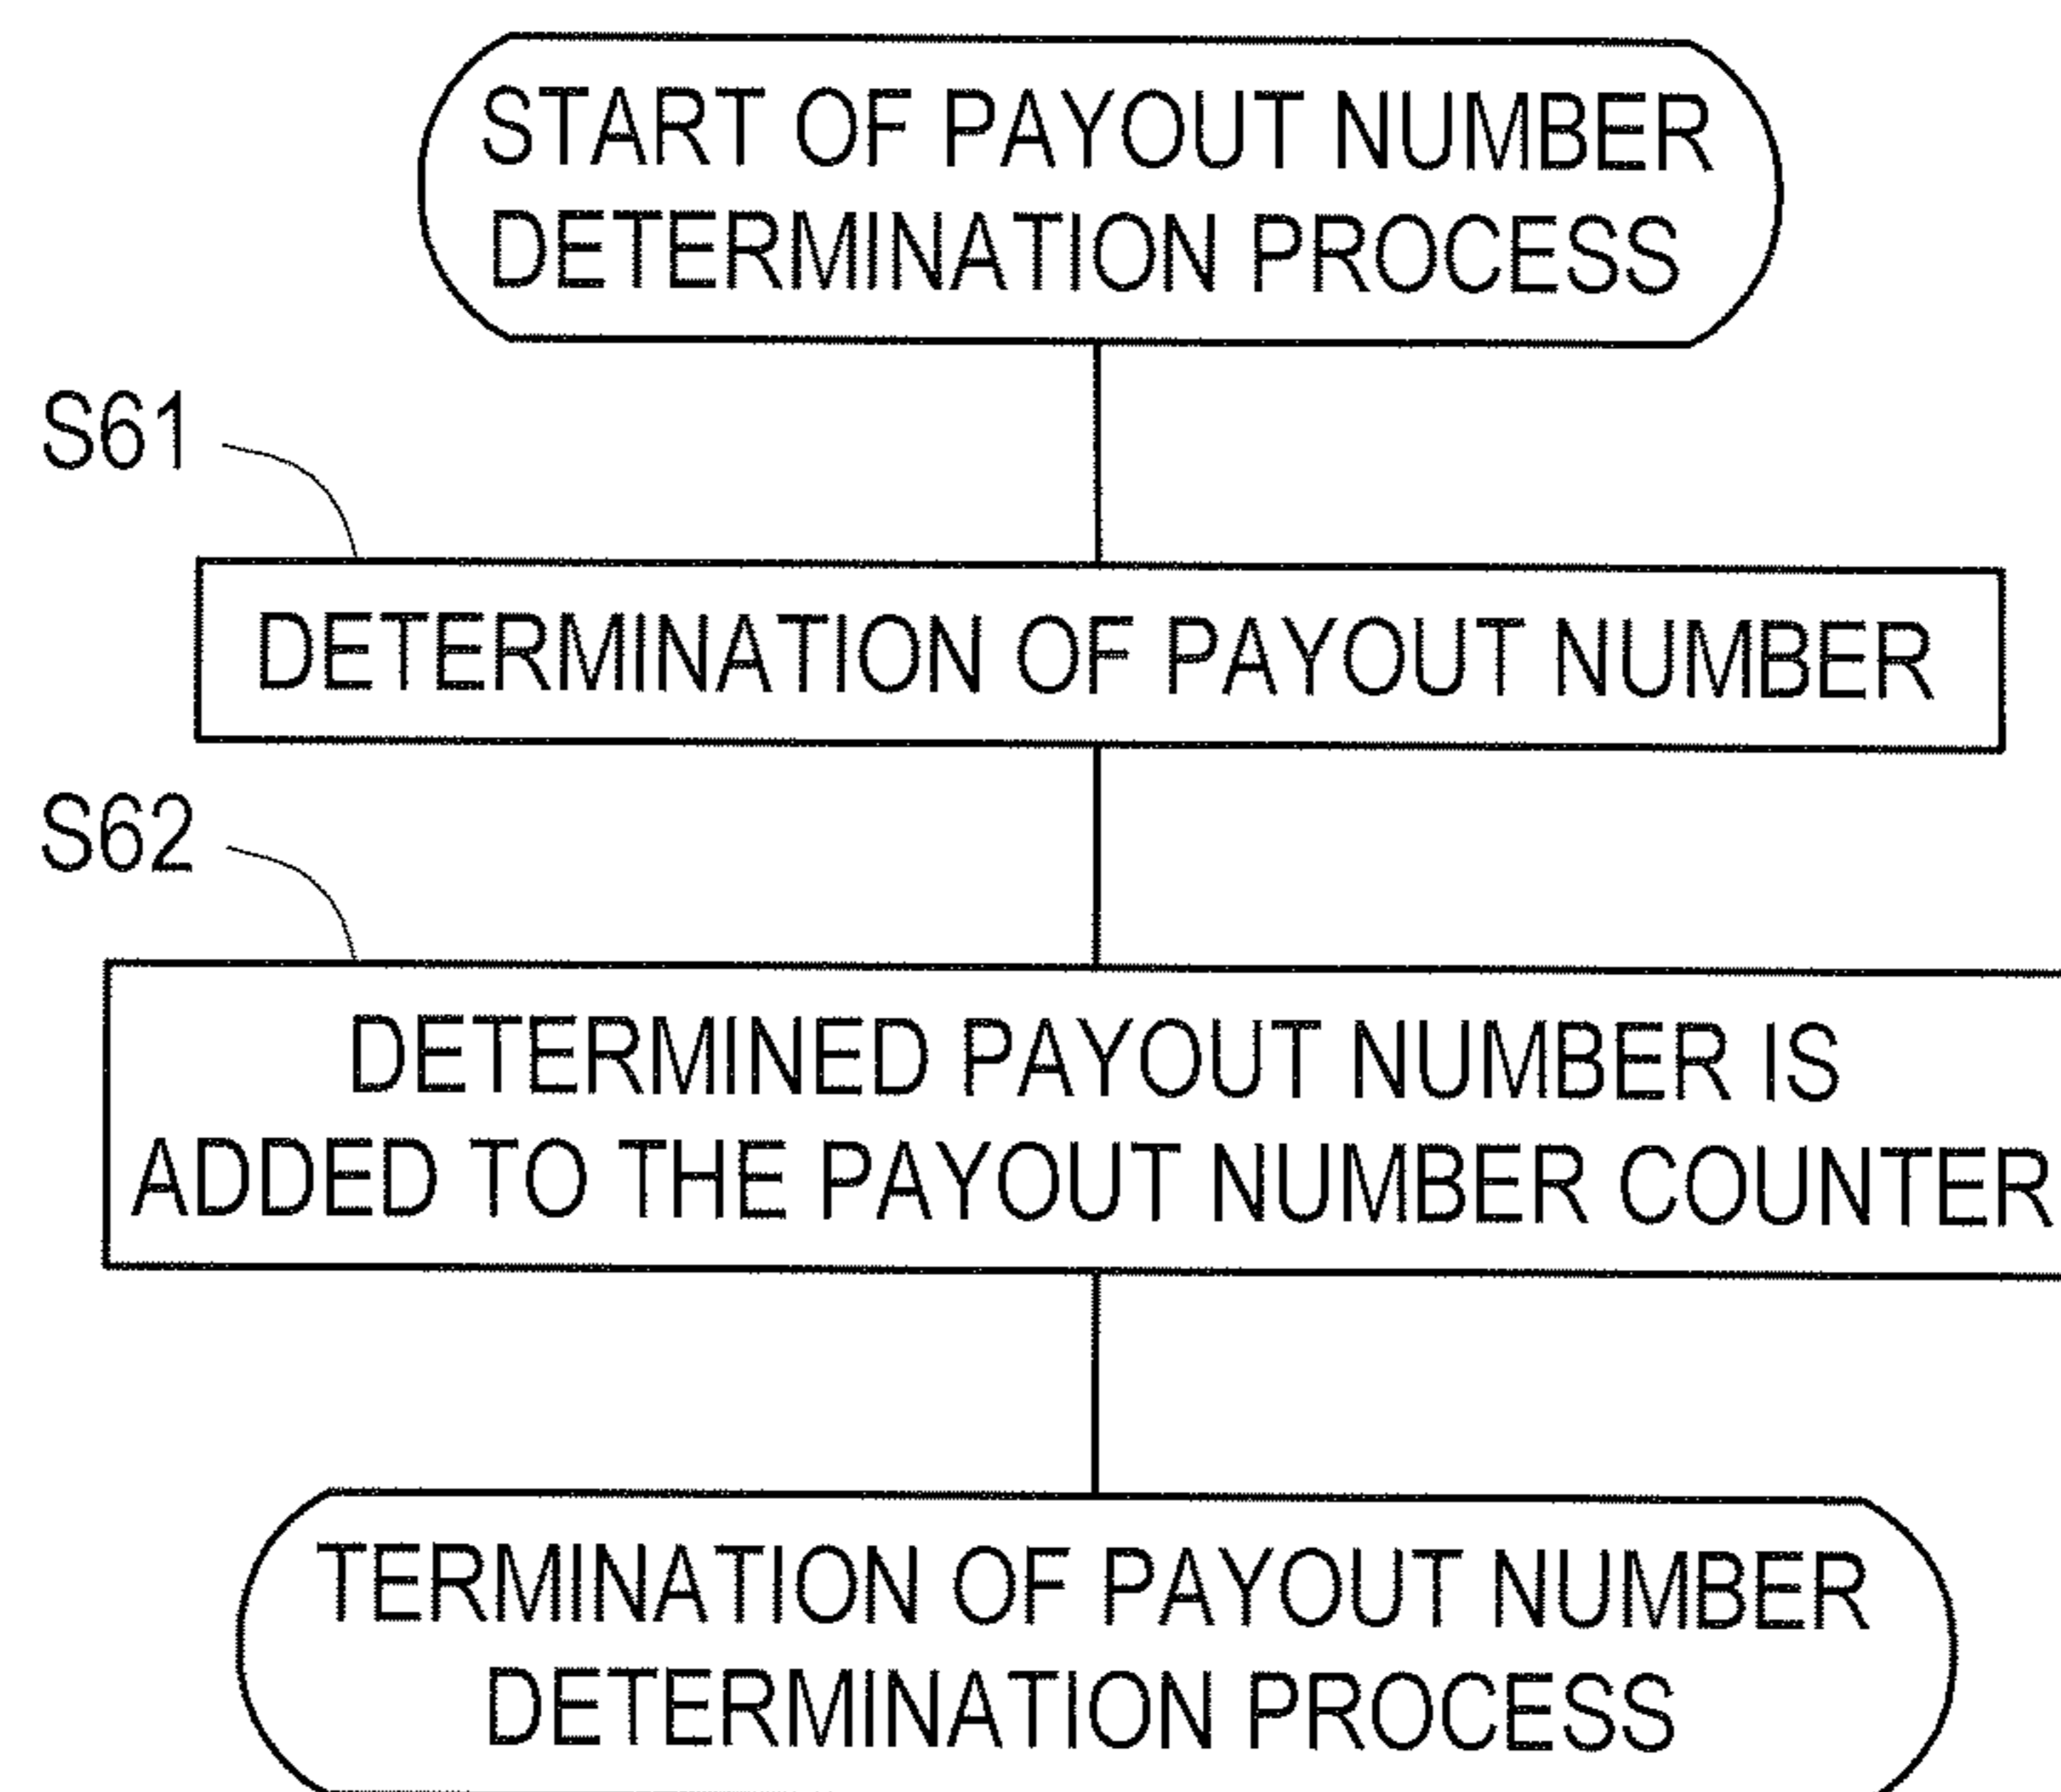 START OF PAYOUT NUMBER
DETERMINATION PROCESS
S61
DETERMINATION OF PAYOUT NUMBER
S62
DETERMINED PAYOUT NUMBER IS
ADDED TO THE PAYOUT NUMBER COUNTER
TERMINATION OF PAYOUT NUMBER
DETERMINATION PROCESS